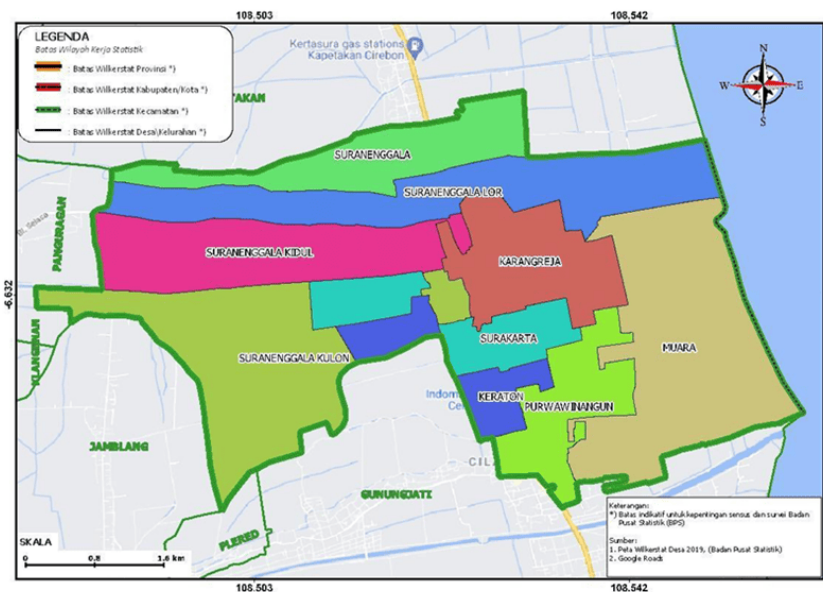 108.503
108.542
LEGENDA
Batas Wilayah Kerja Statistik
: Batas Wilkerstat Provinsi *)
: Batas Wilkerstat Kabupaten/Kota *)
: Batas Wilkerstat Kecamatan *)
: Batas Wilkerstat Desa\Kelurahan *)
Kertasura gas stations
Kapetakan Cirebon
N
W
E
S
TAKAN
SURANENGGALA
SURANENGGALA LOR
PANGURAGAN
SURANENGGALA KIDUL
KARANGREJA
-6.632
KLANGENAN
SURAKARTA
MUARA
SURANENGGALA KULON
Indom
KERATON
PURWAWINANGUN
JAMBLANG
CIL
GUNUNGJATI
PLERED
SKALA
0
0.8
1.6 km
Keterangan:
*) Batas indikatif untuk kepentingan sensus dan survei Badan
Pusat Statistik (BPS)
Sumber:
1. Peta Wilkerstat Desa 2019, (Badan Pusat Statistik)
2. Google Roads
108.503
108.542